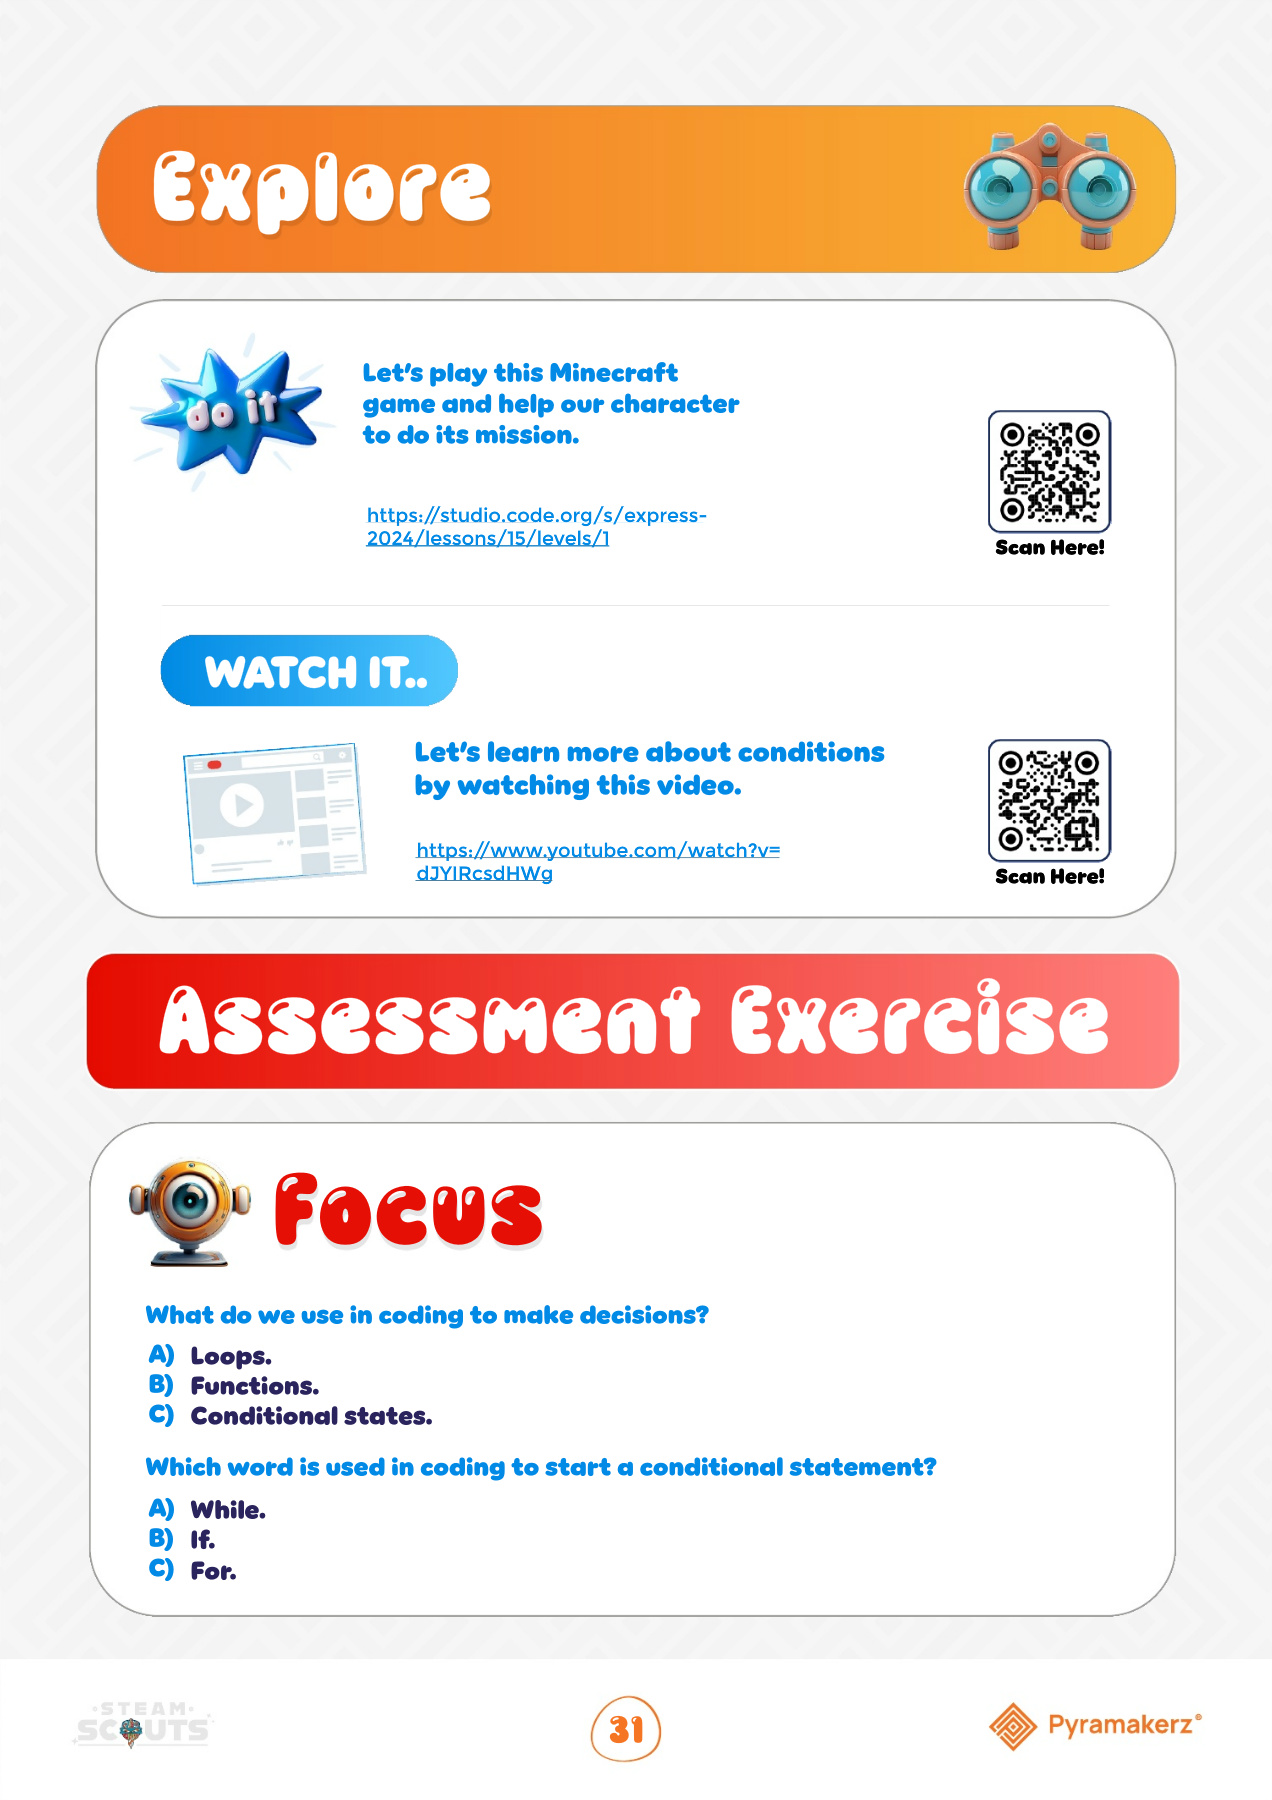 Explore
do it
Let's play this Minecraft
game and help our character
to do its mission.
https://studio.code.org/s/express-
2024/lessons/15/levels/1
Scan Here!
WATCH IT..
Let's learn more about conditions
by watching this video.
https://www.youtube.com/watch?v=
dJYIRcsdHWg
Scan Here!
Assessment Exercise
Focus
What do we use in coding to make decisions?
A) Loops.
B) Functions.
C) Conditional states.
Which word is used in coding to start a conditional statement?
A) While.
B) If.
C) For.
STEAM
SCOUTS
31
Pyramakerz®